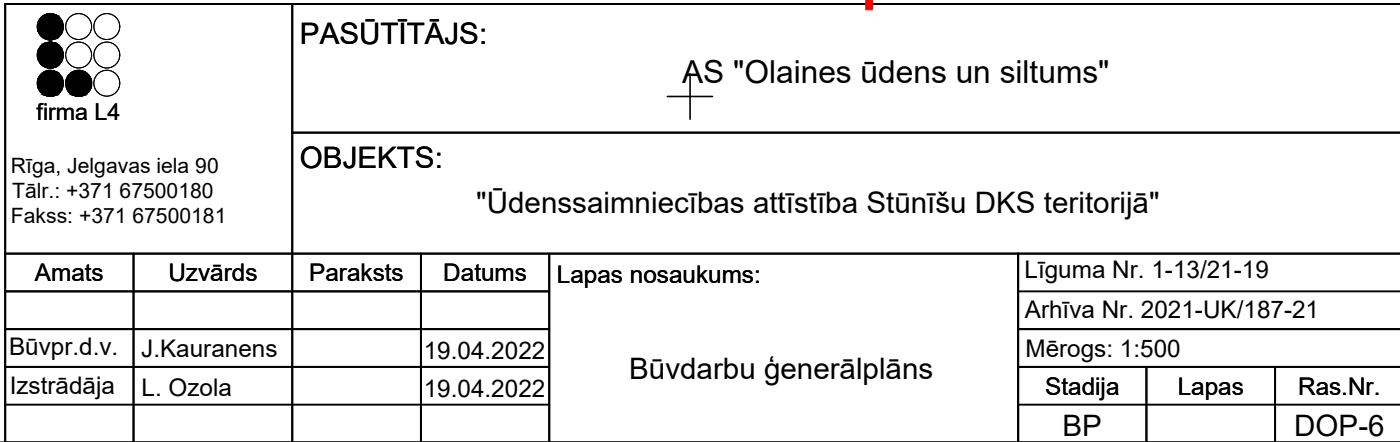 firma L4
Rīga, Jelgavas iela 90
Tālr.: +371 67500180
Fakss: +371 67500181
PASŪTĪTĀJS:
AS "Olaines ūdens un siltums"
OBJEKTS:
"Ūdenssaimniecības attīstība Stūnīšu DKS teritorijā"
Amats Uzvārds Paraksts Datums
Būvpr.d.v. J.Kauranens 19.04.2022
Izstrādāja L. Ozola 19.04.2022
Lapas nosaukums:
Būvdarbu ģenerālplāns
Līguma Nr. 1-13/21-19
Arhīva Nr. 2021-UK/187-21
Mērogs: 1:500
Stadija Lapas Ras.Nr.
BP DOP-6